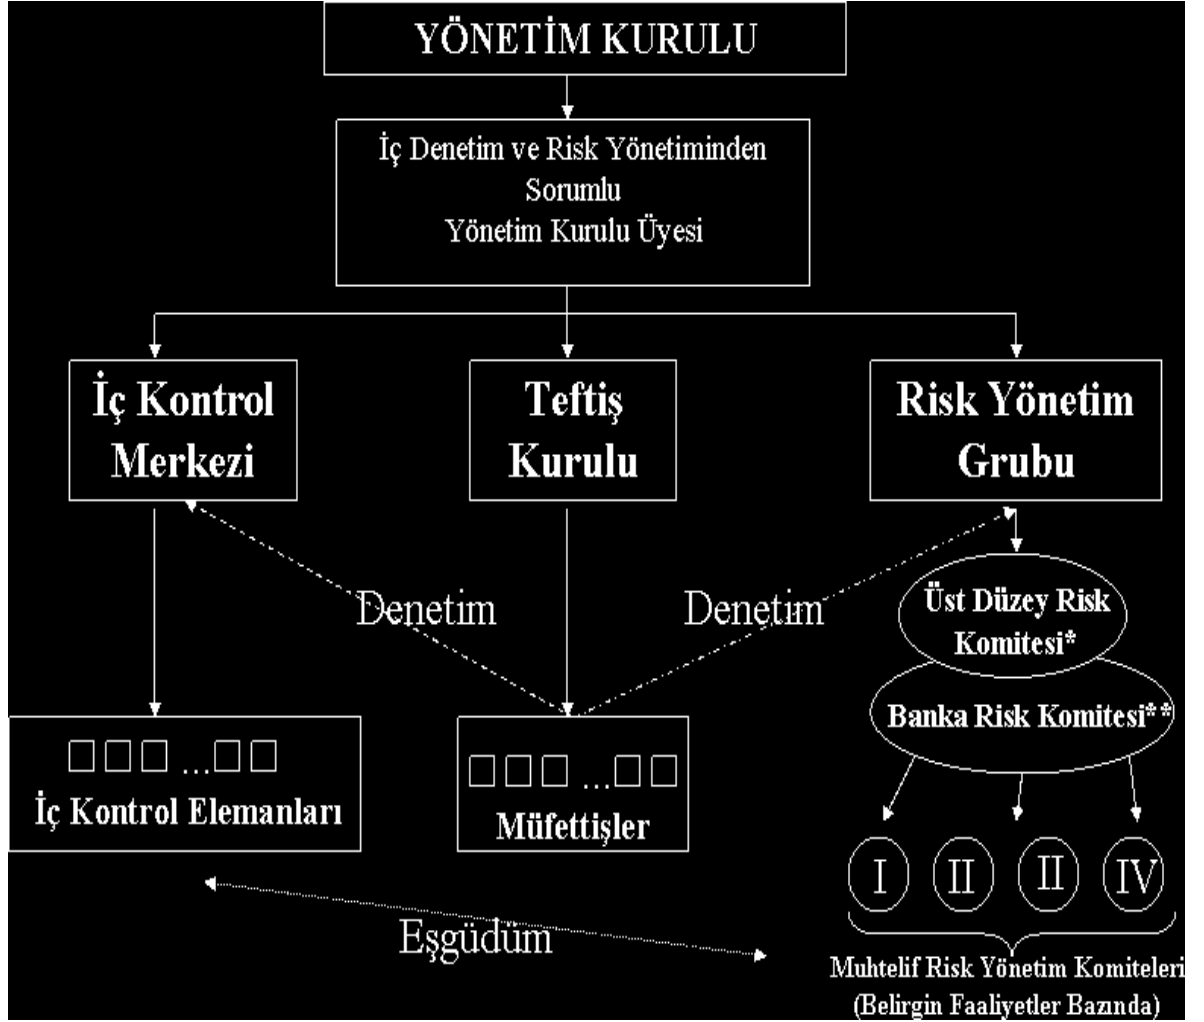 YÖNETİM KURULU
İç Denetim ve Risk Yönetiminden
Sorumlu
Yönetim Kurulu Üyesi
İç Kontrol
Merkezi
Teftiş
Kurulu
Risk Yönetim
Grubu
Denetim
Denetim
Üst Düzey Risk
Komitesi*
Banka Risk Komitesi**
...
İç Kontrol Elemanları
...
Müfettişler
I
II
II
IV
Eşgüdüm
Muhtelif Risk Yönetim Komiteleri
(Belirgin Faaliyetler Bazında)